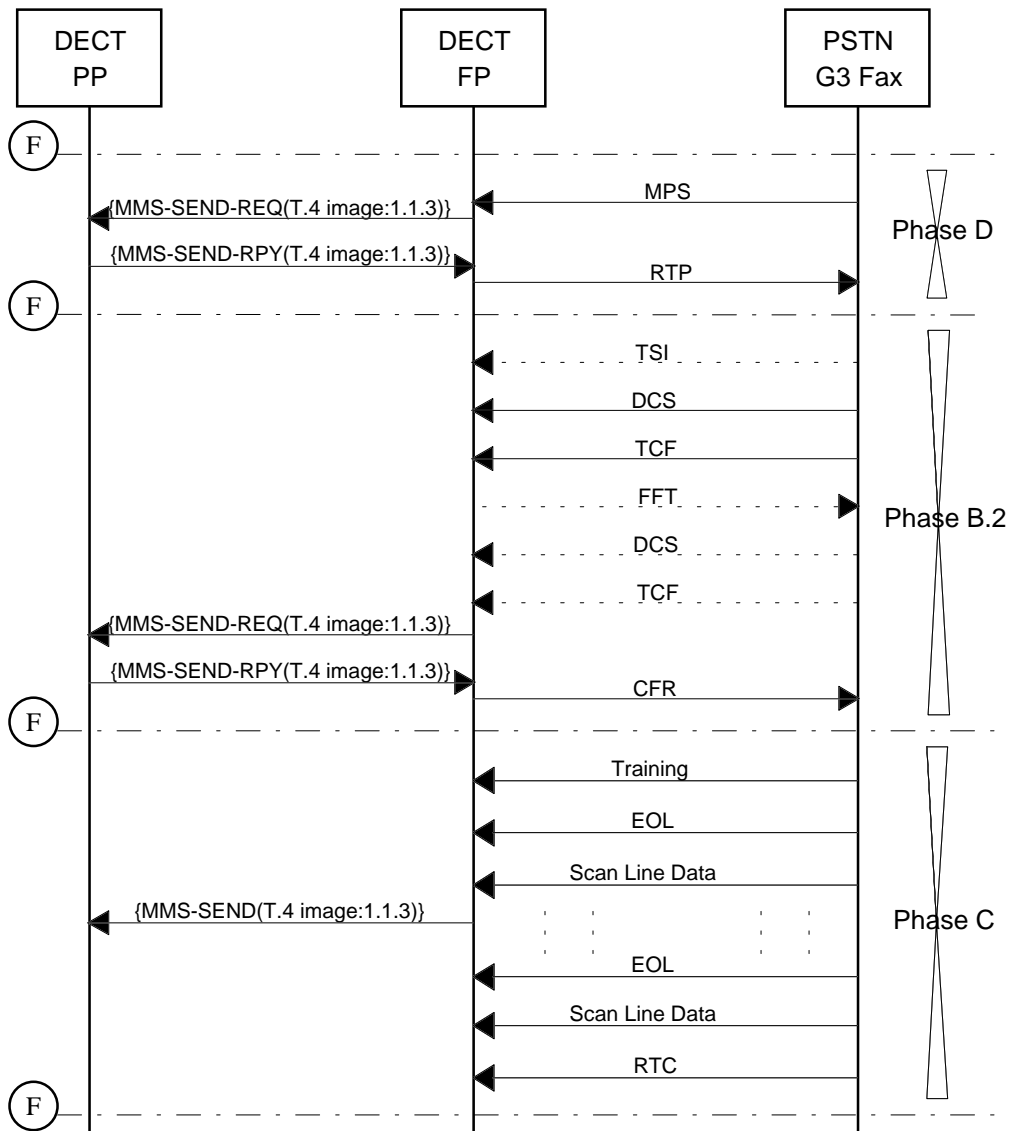 DECT
PP
DECT
FP
PSTN
G3 Fax
F
MPS
{MMS-SEND-REQ(T.4 image:1.1.3)}
Phase D
{MMS-SEND-RPY(T.4 image:1.1.3)}
RTP
F
TSI
DCS
TCF
FFT
Phase B.2
DCS
TCF
{MMS-SEND-REQ(T.4 image:1.1.3)}
{MMS-SEND-RPY(T.4 image:1.1.3)}
CFR
F
Training
EOL
Scan Line Data
{MMS-SEND(T.4 image:1.1.3)}
Phase C
EOL
Scan Line Data
RTC
F